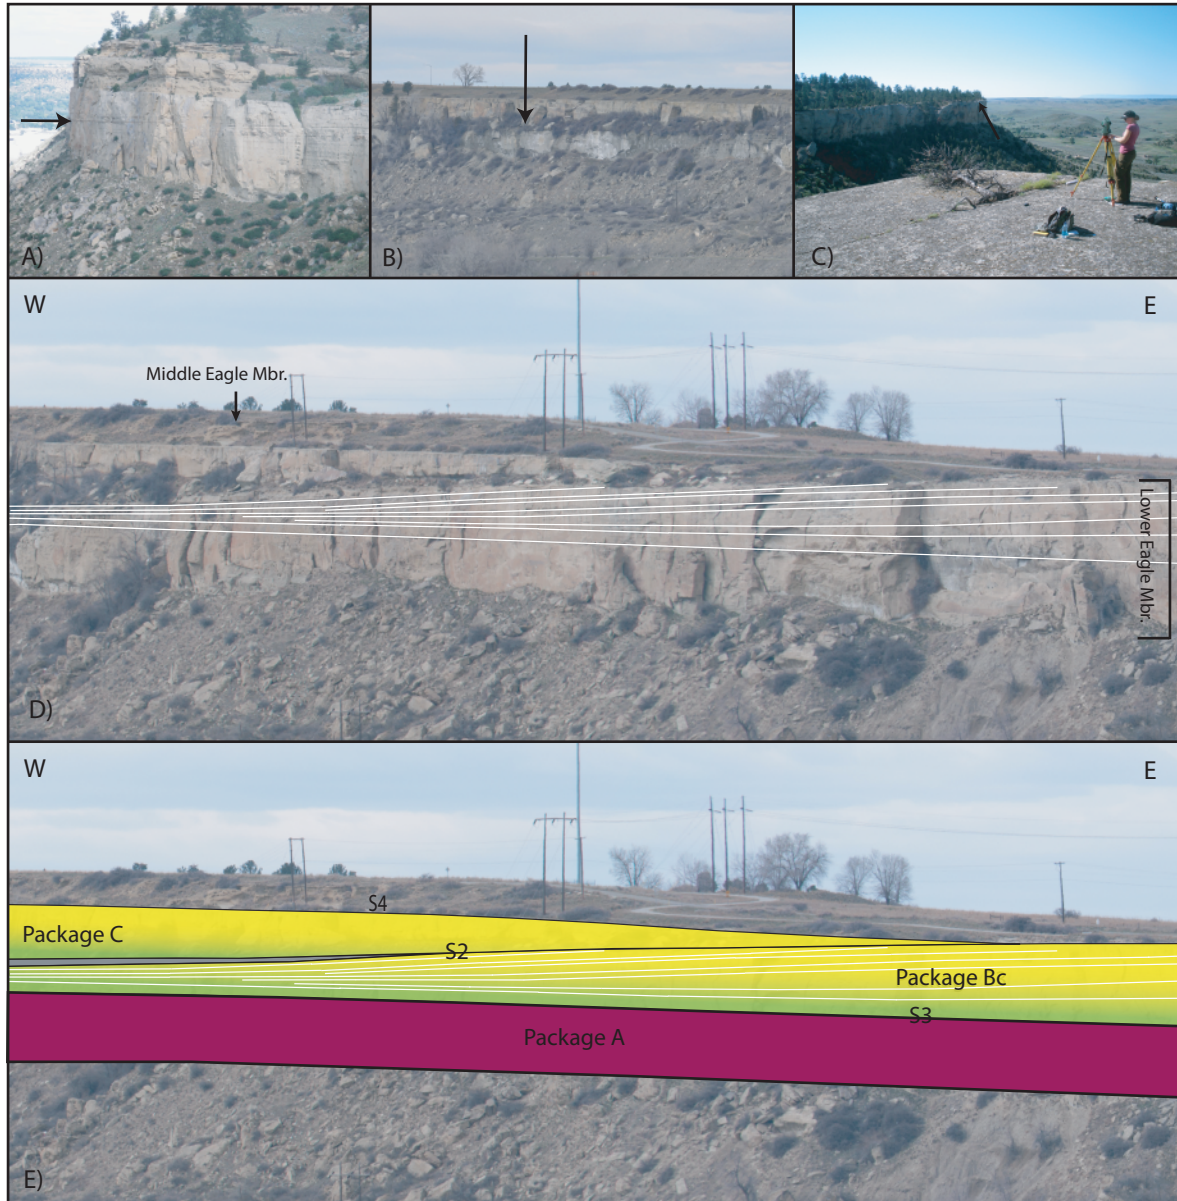 A)
B)
C)
W
E
Middle Eagle Mbr.
Lower Eagle Mbr.
D)
W
E
S4
Package C
S2
Package Bc
S3
Package A
E)